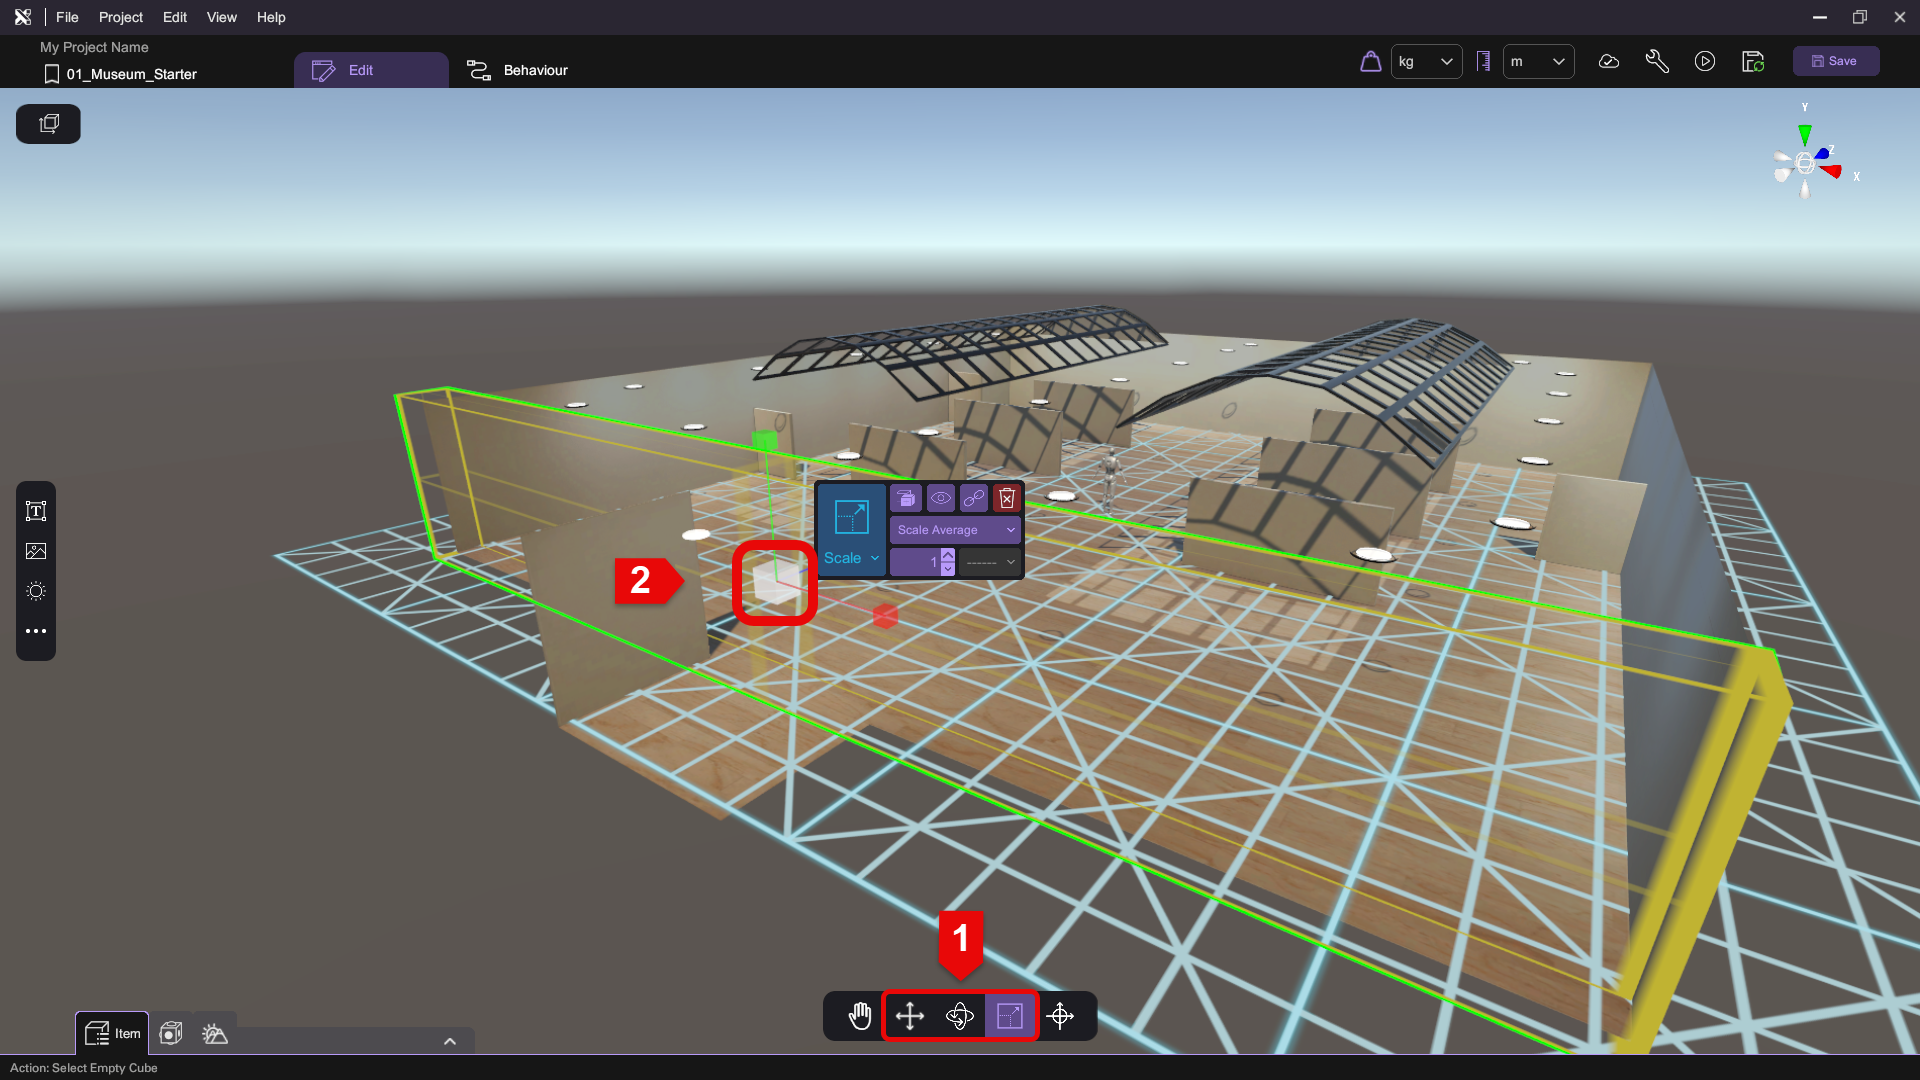 File Project Edit View Help
My Project Name
01_Museum_Starter
Edit
Behaviour
kg
m
Save
Y
Z
X
T
Scale Average
Scale
1
------
2
1
Item
Action: Select Empty Cube